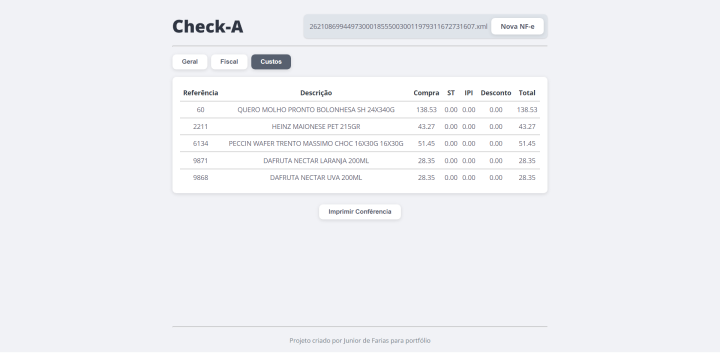 Check-A
26210869944973000185550030011979311672731607.xml Nova NF-e
Geral Fiscal Custos
Referência Descrição Compra ST IPI Desconto Total
60 QUERO MOLHO PRONTO BOLONHESA SH 24X340G 138.53 0.00 0.00 0.00 138.53
2211 HEINZ MAIONESE PET 215GR 43.27 0.00 0.00 0.00 43.27
6134 PECCIN WAFER TRENTO MASSIMO CHOC 16X30G 16X30G 51.45 0.00 0.00 0.00 51.45
9871 DAFRUTA NECTAR LARANJA 200ML 28.35 0.00 0.00 0.00 28.35
9868 DAFRUTA NECTAR UVA 200ML 28.35 0.00 0.00 0.00 28.35
Imprimir Conférencia
Projeto criado por Junior de Farias para portfólio